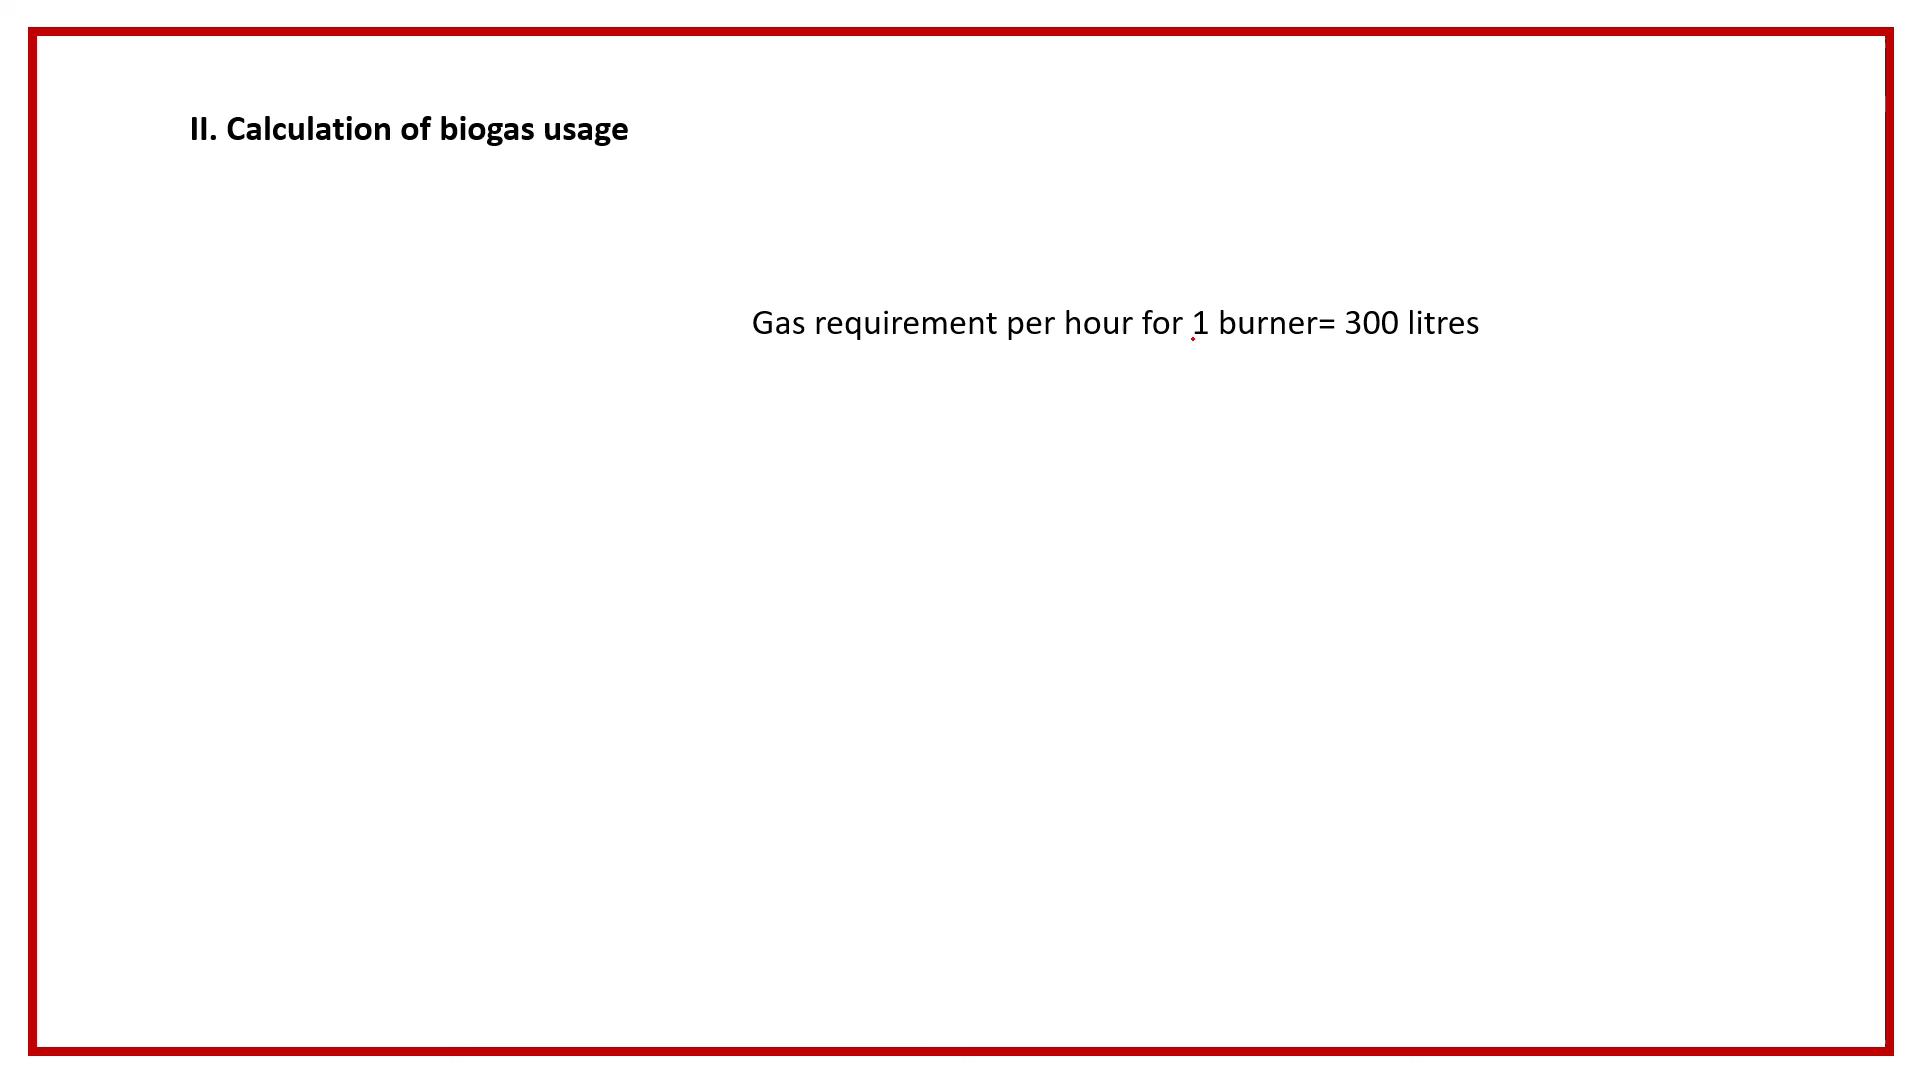 II. Calculation of biogas usage
Gas requirement per hour for 1 burner= 300 litres